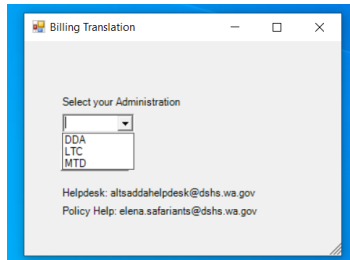 Billing Translation
Select your Administration
DDA
LTC
MTD
Helpdesk: altsaddahelpdesk@dshs.wa.gov
Policy Help: elena.safariants@dshs.wa.gov